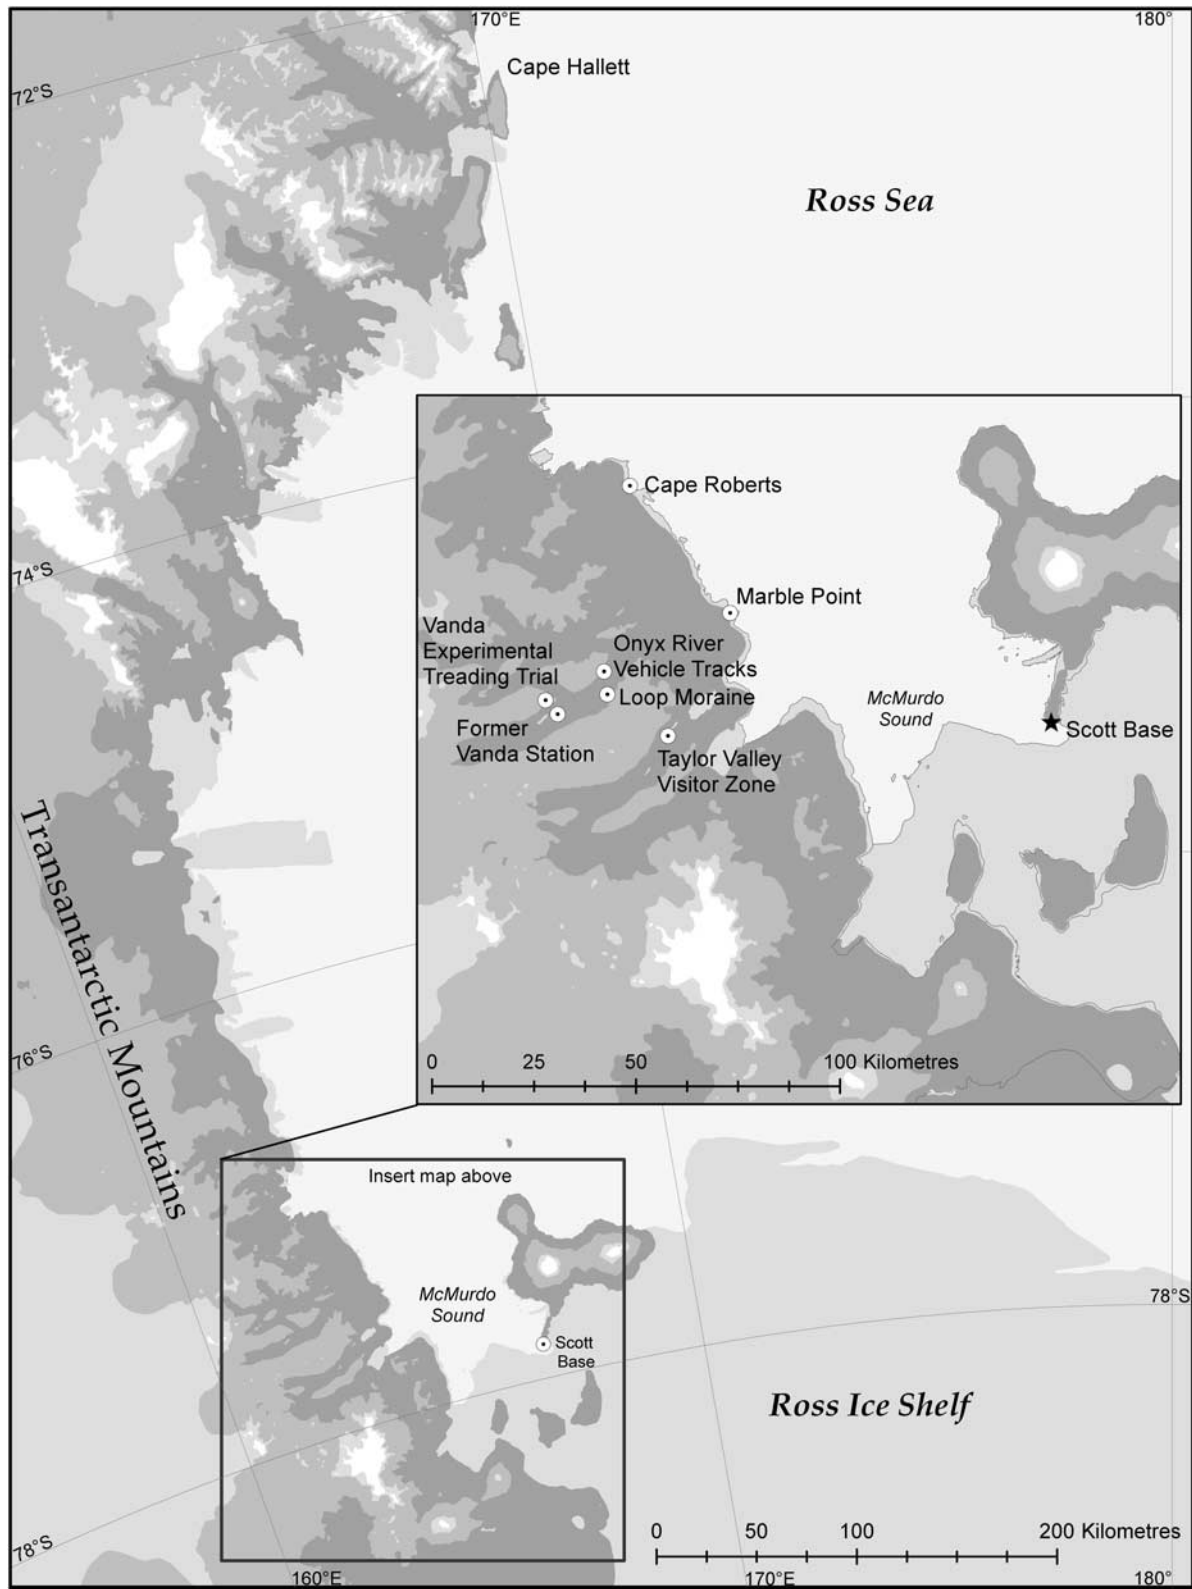 170°E
180°
72°S
Cape Hallett
Ross Sea
Cape Roberts
74°S
Marble Point
Vanda
Experimental
Treading Trial
Onyx River
Vehicle Tracks
Loop Moraine
McMurdo
Sound
Scott Base
Former
Vanda Station
Taylor Valley
Visitor Zone
Transantarctic Mountains
76°S
0 25 50 100 Kilometres
Insert map above
McMurdo
Sound
78°S
Scott
Base
Ross Ice Shelf
0 50 100 200 Kilometres
78°S
160°E
170°E
180°